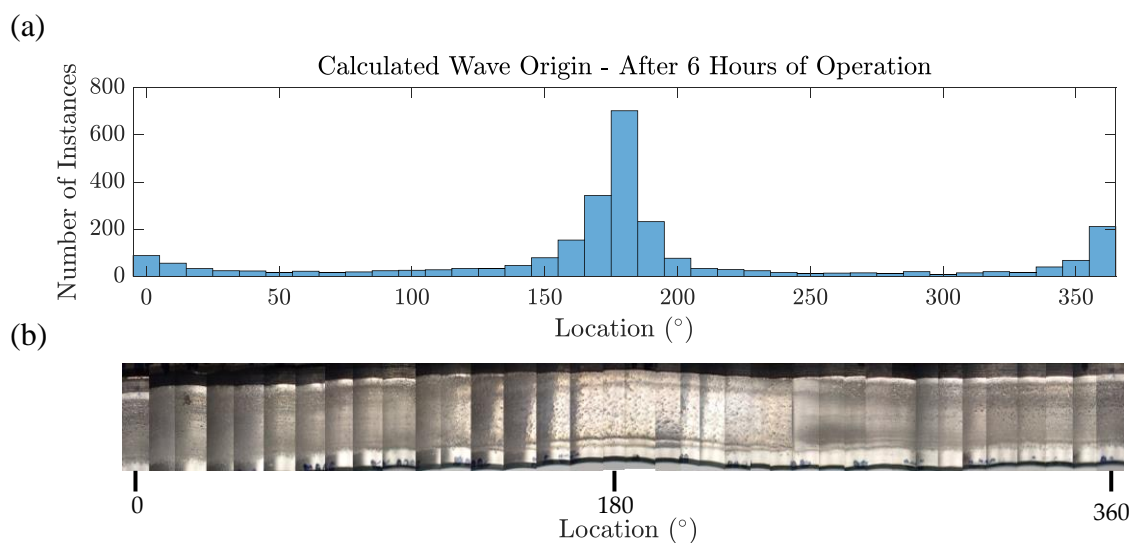 (a)
Calculated Wave Origin - After 6 Hours of Operation
Number of Instances
800
600
400
200
0
0 50 100 150 200 250 300 350
Location (°)
(b)
0 180 360
Location (°)